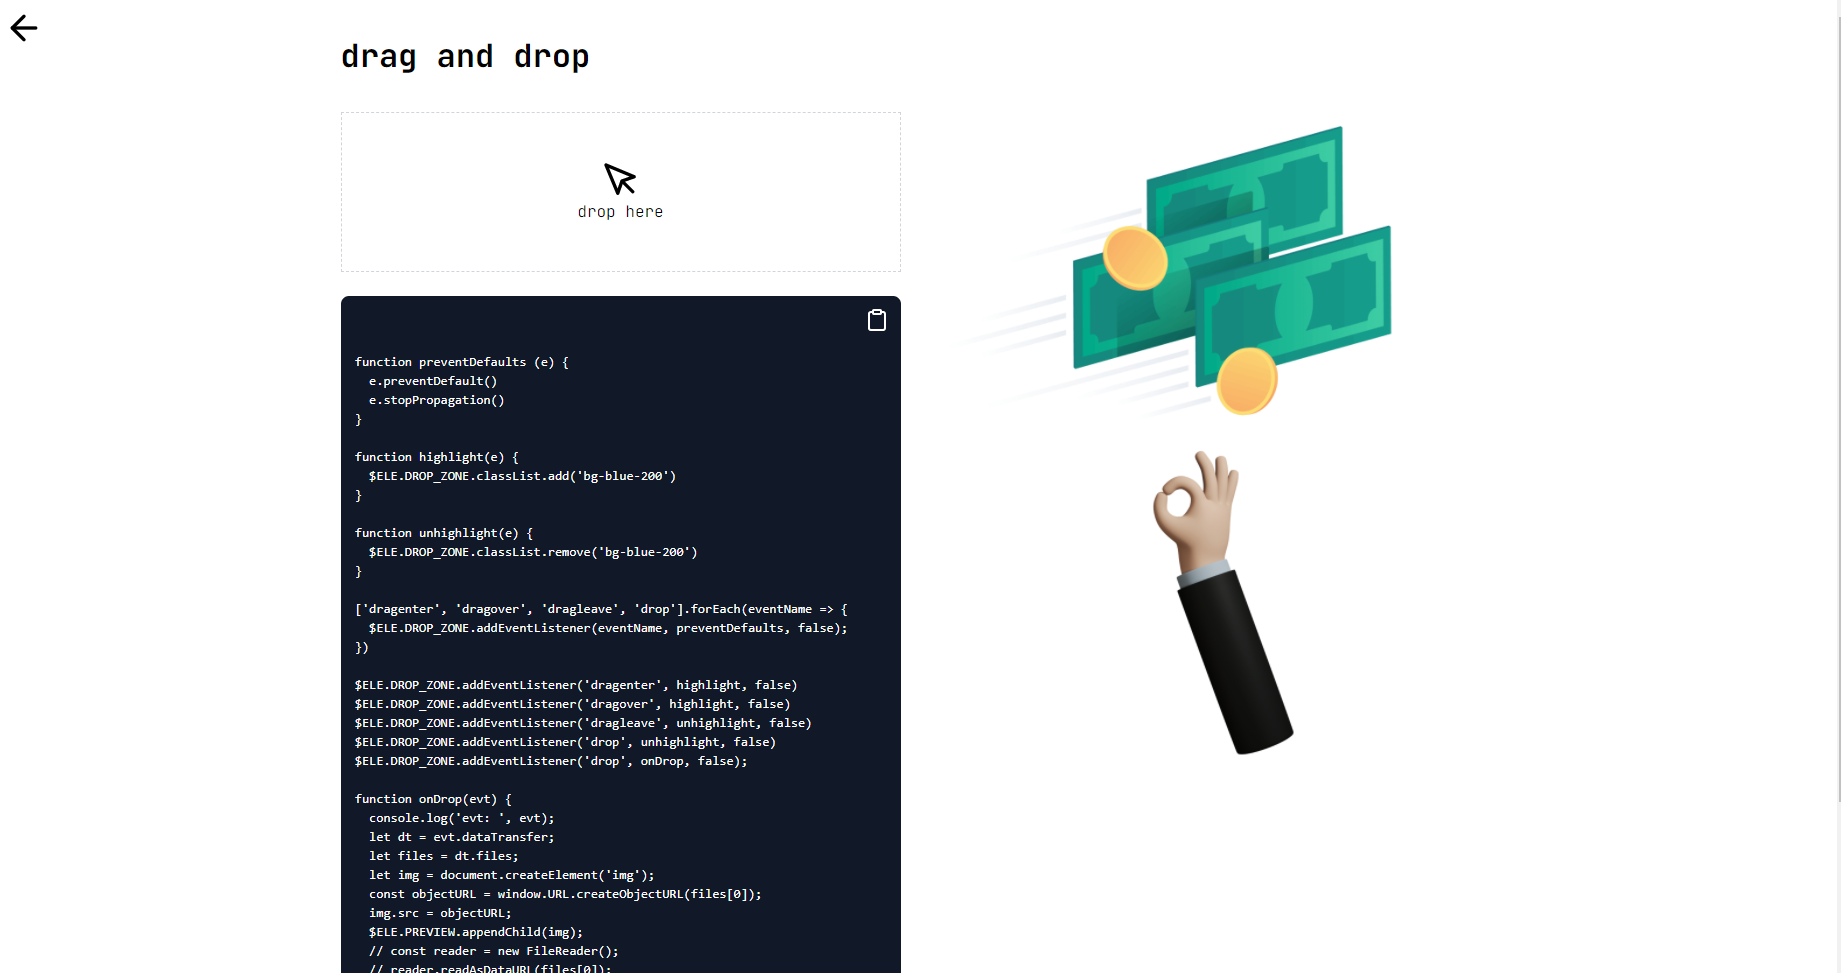 drag and drop
drop here
function preventDefaults (e) {
  e.preventDefault()
  e.stopPropagation()
}
function highlight(e) {
  $ELE.DROP_ZONE.classList.add('bg-blue-200')
}
function unhighlight(e) {
  $ELE.DROP_ZONE.classList.remove('bg-blue-200')
}
['dragenter', 'dragover', 'dragleave', 'drop'].forEach(eventName => {
  $ELE.DROP_ZONE.addEventListener(eventName, preventDefaults, false);
})
$ELE.DROP_ZONE.addEventListener('dragenter', highlight, false)
$ELE.DROP_ZONE.addEventListener('dragover', highlight, false)
$ELE.DROP_ZONE.addEventListener('dragleave', unhighlight, false)
$ELE.DROP_ZONE.addEventListener('drop', unhighlight, false)
$ELE.DROP_ZONE.addEventListener('drop', onDrop, false);
function onDrop(evt) {
  console.log('evt: ', evt);
  let dt = evt.dataTransfer;
  let files = dt.files;
  let img = document.createElement('img');
  const objectURL = window.URL.createObjectURL(files[0]);
  img.src = objectURL;
  $ELE.PREVIEW.appendChild(img);
  // const reader = new FileReader();
  // reader.readAsDataURL(files[0]);